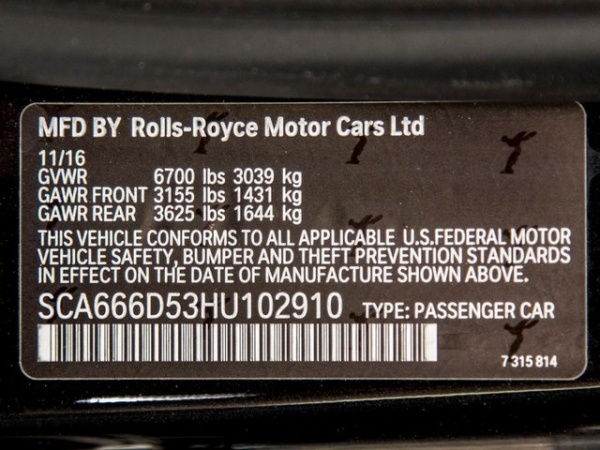 MFD BY Rolls-Royce Motor Cars Ltd
11/16
GVWR 6700 lbs 3039 kg
GAWR FRONT 3155 lbs 1431 kg
GAWR REAR 3625 lbs 1644 kg
THIS VEHICLE CONFORMS TO ALL APPLICABLE U.S.FEDERAL MOTOR
VEHICLE SAFETY, BUMPER AND THEFT PREVENTION STANDARDS
IN EFFECT ON THE DATE OF MANUFACTURE SHOWN ABOVE.
SCA666D53HU102910 TYPE: PASSENGER CAR
7 315 814